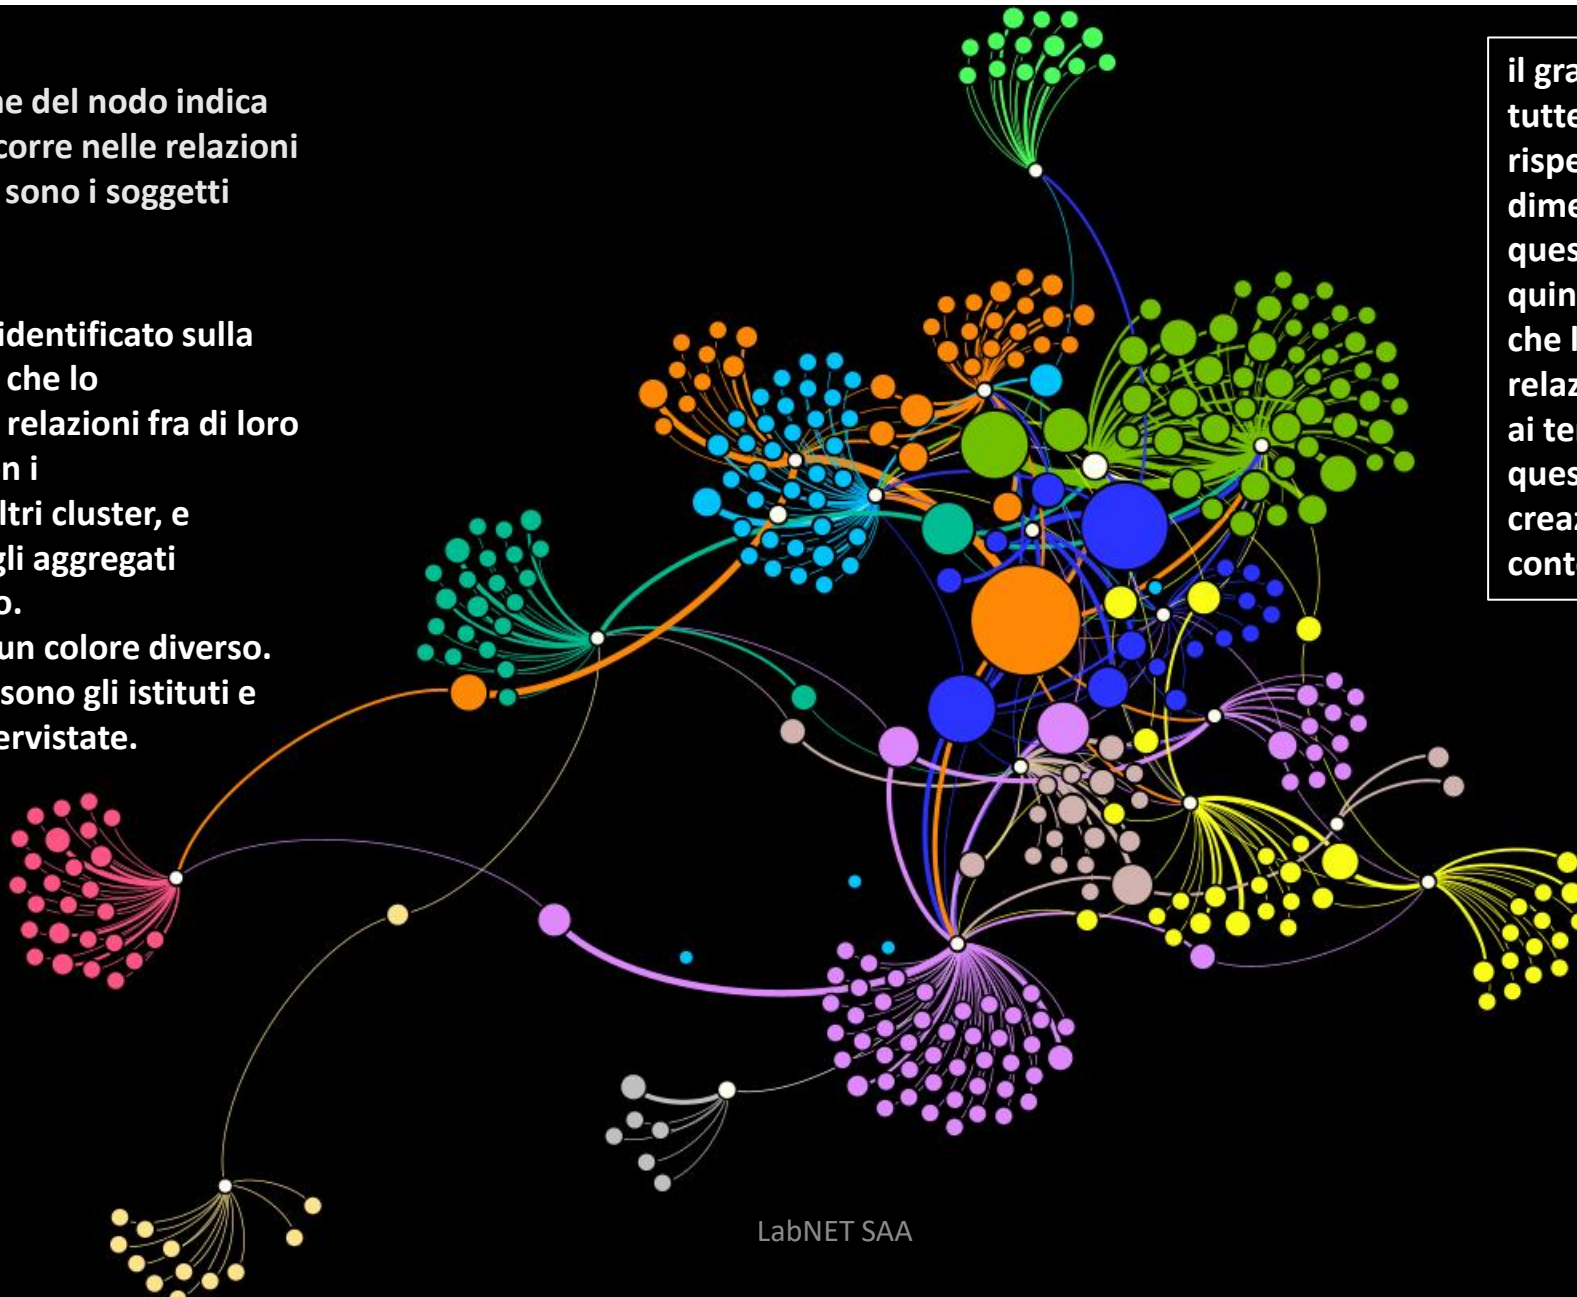 ne del nodo indica
corre nelle relazioni
sono i soggetti
identificato sulla
che lo
relazioni fra di loro
n i
ltri cluster, e
gli aggregati
o.
un colore diverso.
sono gli istituti e
ervistate.
il gra
tutte
rispe
dime
ques
quin
che l
relaz
ai te
ques
creaz
cont
LabNET SAA